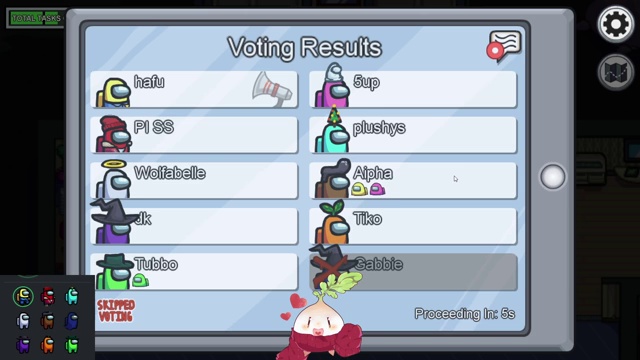 TOTAL TASKS
Voting Results
hafu
5up
PI SS
plushys
Wolfabelle
Aipha
dk
Tiko
Tubbo
Gabbie
SKIPPED
VOTING
Proceeding In: 5s